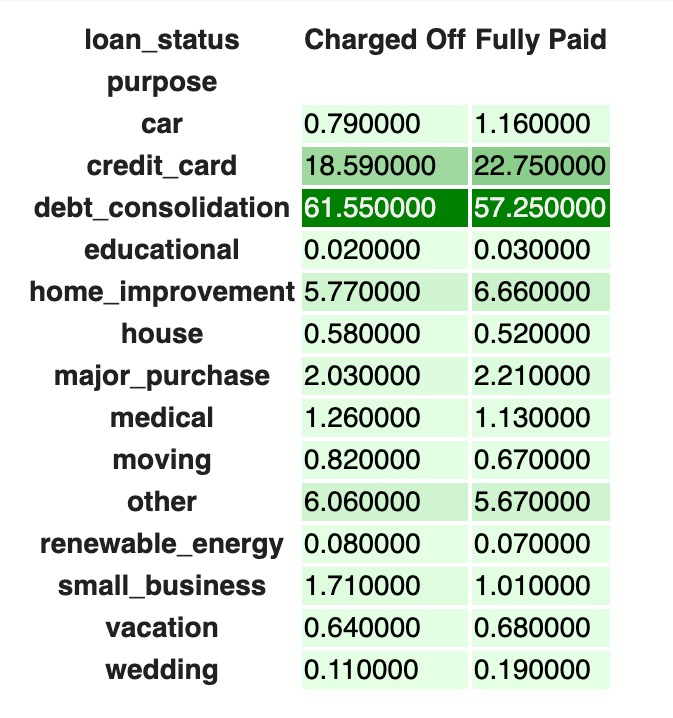 loan_status Charged Off Fully Paid
purpose
car 0.790000 1.160000
credit_card 18.590000 22.750000
debt_consolidation 61.550000 57.250000
educational 0.020000 0.030000
home_improvement 5.770000 6.660000
house 0.580000 0.520000
major_purchase 2.030000 2.210000
medical 1.260000 1.130000
moving 0.820000 0.670000
other 6.060000 5.670000
renewable_energy 0.080000 0.070000
small_business 1.710000 1.010000
vacation 0.640000 0.680000
wedding 0.110000 0.190000